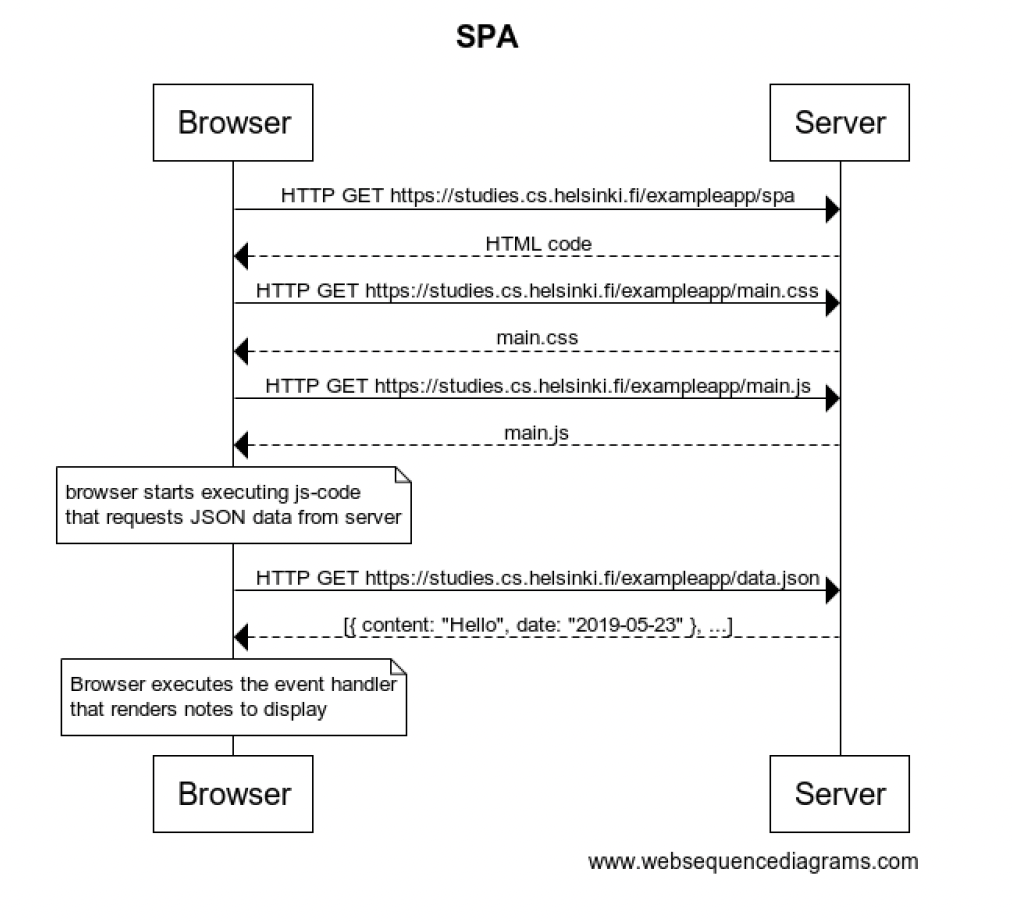 SPA
Browser
Server
HTTP GET https://studies.cs.helsinki.fi/exampleapp/spa
HTML code
HTTP GET https://studies.cs.helsinki.fi/exampleapp/main.css
main.css
HTTP GET https://studies.cs.helsinki.fi/exampleapp/main.js
main.js
browser starts executing js-code
that requests JSON data from server
HTTP GET https://studies.cs.helsinki.fi/exampleapp/data.json
[{ content: "Hello", date: "2019-05-23" }, ...]
Browser executes the event handler
that renders notes to display
Browser
Server
www.websequencediagrams.com